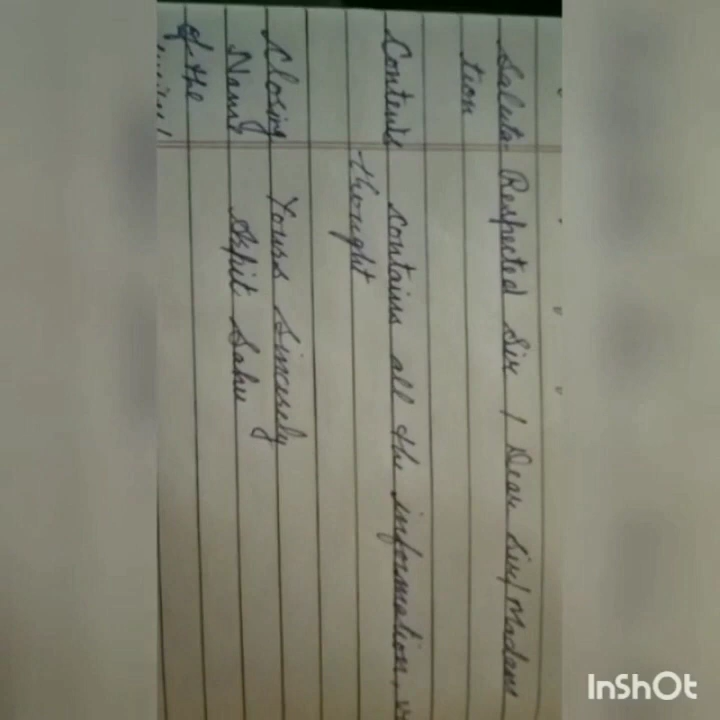 Saluta- Respected Sir / Dear Sir/Madam
tion
Contents contains all the information,
thought
Closing Yours Sincerely
Name Arpit Sahu
of the
InShOt